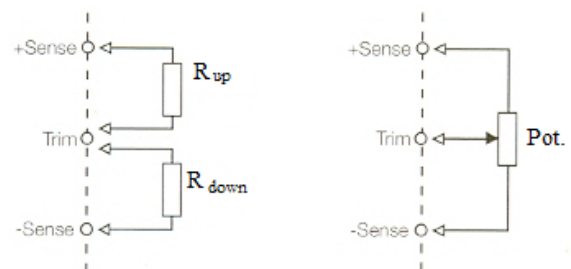 +Sense
R up
Trim
R down
-Sense
+Sense
Trim
Pot.
-Sense